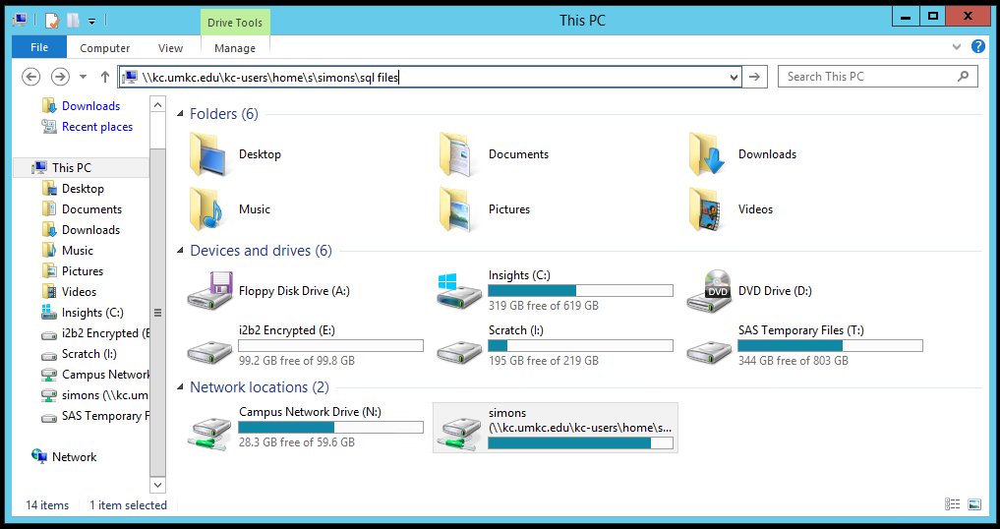 Drive Tools
This PC
File
Computer
View
Manage
\\kc.umkc.edu\kc-users\home\s\simons\sql files
Search This PC
Downloads
Recent places
This PC
Desktop
Documents
Downloads
Music
Pictures
Videos
Insights (C:)
i2b2 Encrypted (E
Scratch (I:)
Campus Network
simons (\\kc.um
SAS Temporary F
Network
Folders (6)
Desktop
Documents
Downloads
Music
Pictures
Videos
Devices and drives (6)
Floppy Disk Drive (A:)
Insights (C:)
319 GB free of 619 GB
DVD
DVD Drive (D:)
i2b2 Encrypted (E:)
99.2 GB free of 99.8 GB
Scratch (I:)
195 GB free of 219 GB
SAS Temporary Files (T:)
344 GB free of 803 GB
Network locations (2)
Campus Network Drive (N:)
28.3 GB free of 59.6 GB
simons
(\\kc.umkc.edu\kc-users\home\s...
14 items
1 item selected